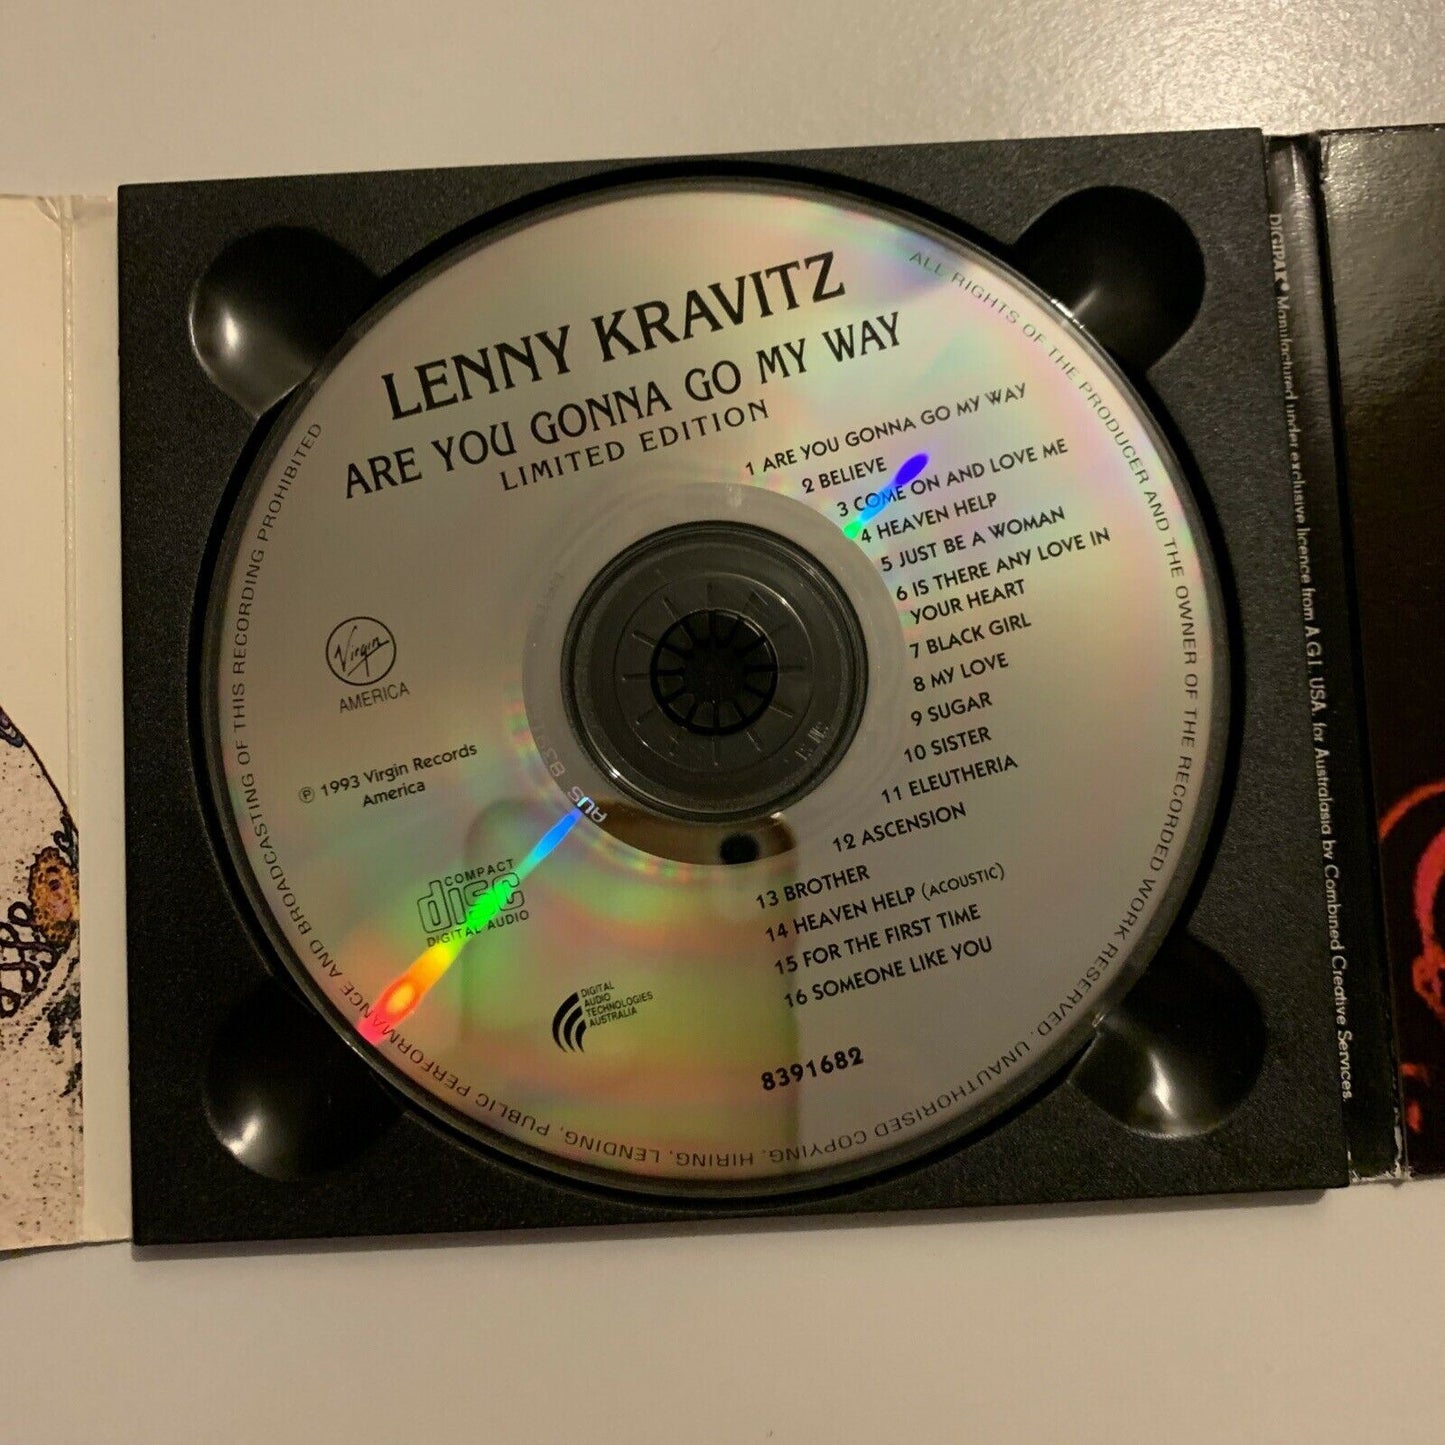 LENNY KRAVITZ
ARE YOU GONNA GO MY WAY
LIMITED EDITION
1 ARE YOU GONNA GO MY WAY
2 BELIEVE
3 COME ON AND LOVE ME
4 HEAVEN HELP
5 JUST BE A WOMAN
6 IS THERE ANY LOVE IN
YOUR HEART
7 BLACK GIRL
8 MY LOVE
9 SUGAR
10 SISTER
11 ELEUTHERIA
12 ASCENSION
13 BROTHER
14 HEAVEN HELP (ACOUSTIC)
15 FOR THE FIRST TIME
16 SOMEONE LIKE YOU
8391682
Virgin
AMERICA
℗ 1993 Virgin Records
America
COMPACT
disc
DIGITAL AUDIO
DIGITAL
AUDIO
TECHNOLOGIES
AUSTRALIA
ALL RIGHTS OF THE PRODUCER AND THE OWNER OF THE RECORDED WORK RESERVED. UNAUTHORISED COPYING, HIRING, LENDING, PUBLIC PERFORMANCE AND BROADCASTING OF THIS RECORDING PROHIBITED
AUS
DIGIPAK • Manufactured under exclusive licence from A.G.I. USA, for Australasia by Combined Creative Services.